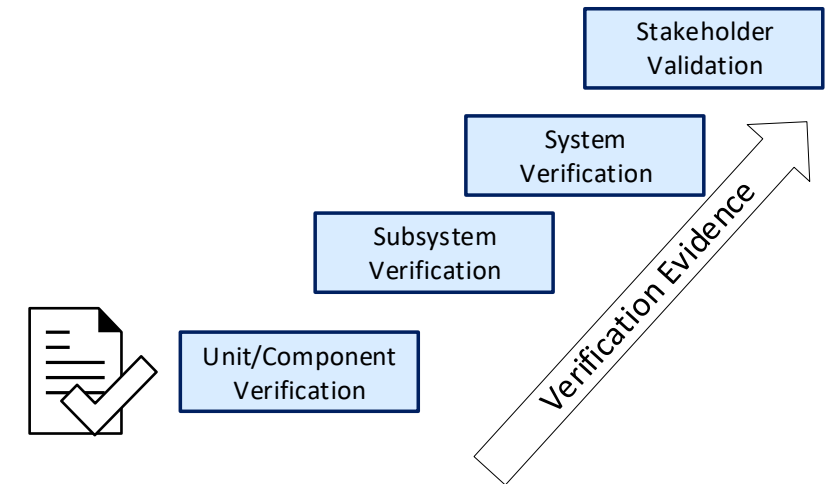 Stakeholder
Validation
System
Verification
Subsystem
Verification
Unit/Component
Verification
Verification Evidence